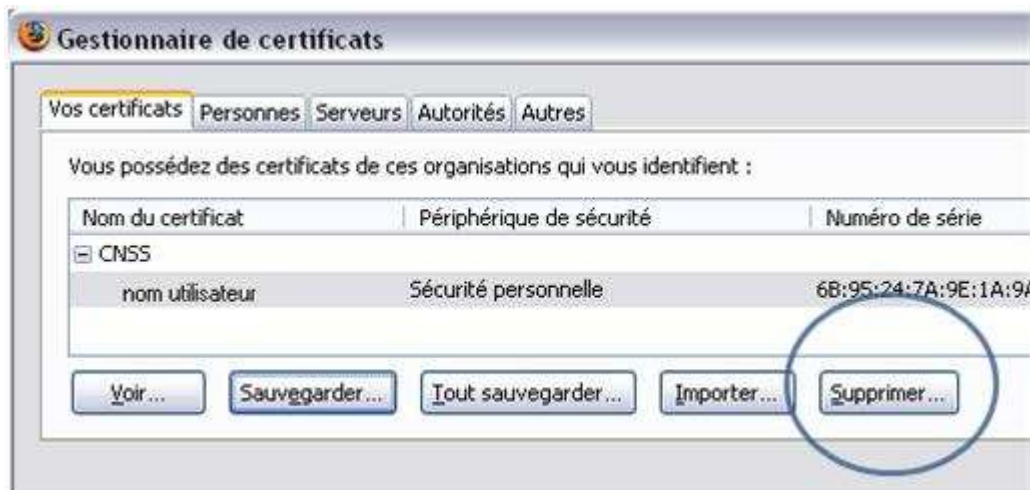 Gestionnaire de certificats
Vos certificats Personnes Serveurs Autorités Autres
Vous possédez des certificats de ces organisations qui vous identifient :
Nom du certificat Périphérique de sécurité Numéro de série
CNSS
nom utilisateur Sécurité personnelle 6B:95:24:7A:9E:1A:9A
Voir... Sauvegarder... Tout sauvegarder... Importer... Supprimer...